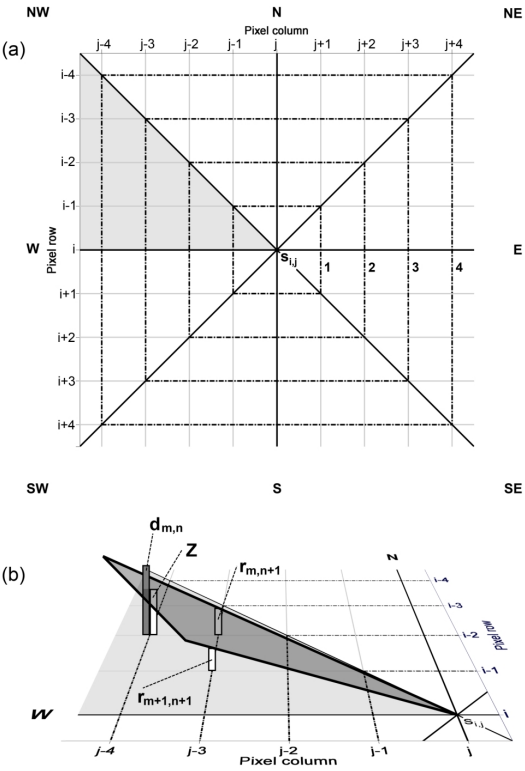 NW N NE
Pixel column
(a) j-4 j-3 j-2 j-1 j j+1 j+2 j+3 j+4
i-4
i-3
i-2
i-1
W Pixel row i E
s i,j 1 2 3 4
i+1
i+2
i+3
i+4
SW S SE
d m,n
Z
(b) r m,n+1 N
i-4
i-3
i-2 Pixel row
i-1
r m+1,n+1
W i
s i,j
j-4 j-3 j-2 j-1 j
Pixel column